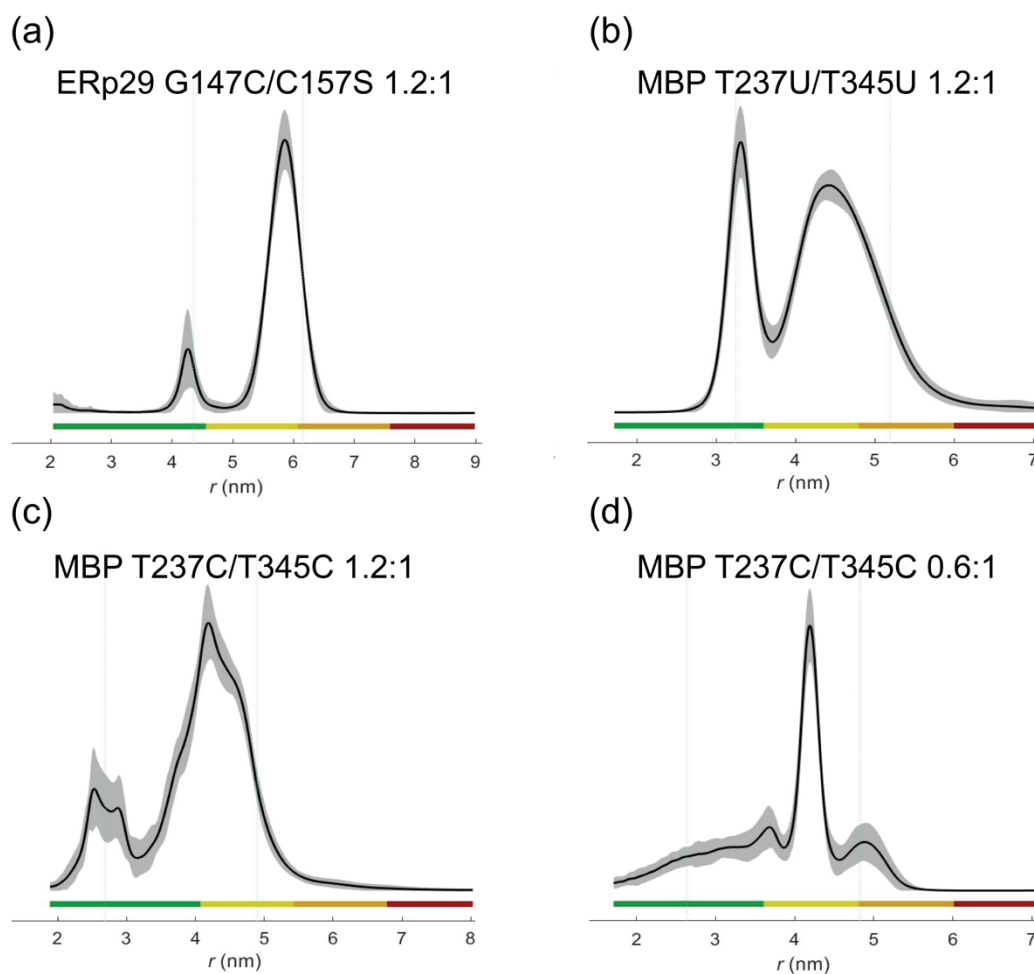 (a)
ERp29 G147C/C157S 1.2:1
2 3 4 5 6 7 8 9
r (nm)
(b)
MBP T237U/T345U 1.2:1
2 3 4 5 6 7
r (nm)
(c)
MBP T237C/T345C 1.2:1
2 3 4 5 6 7 8
r (nm)
(d)
MBP T237C/T345C 0.6:1
2 3 4 5 6 7
r (nm)